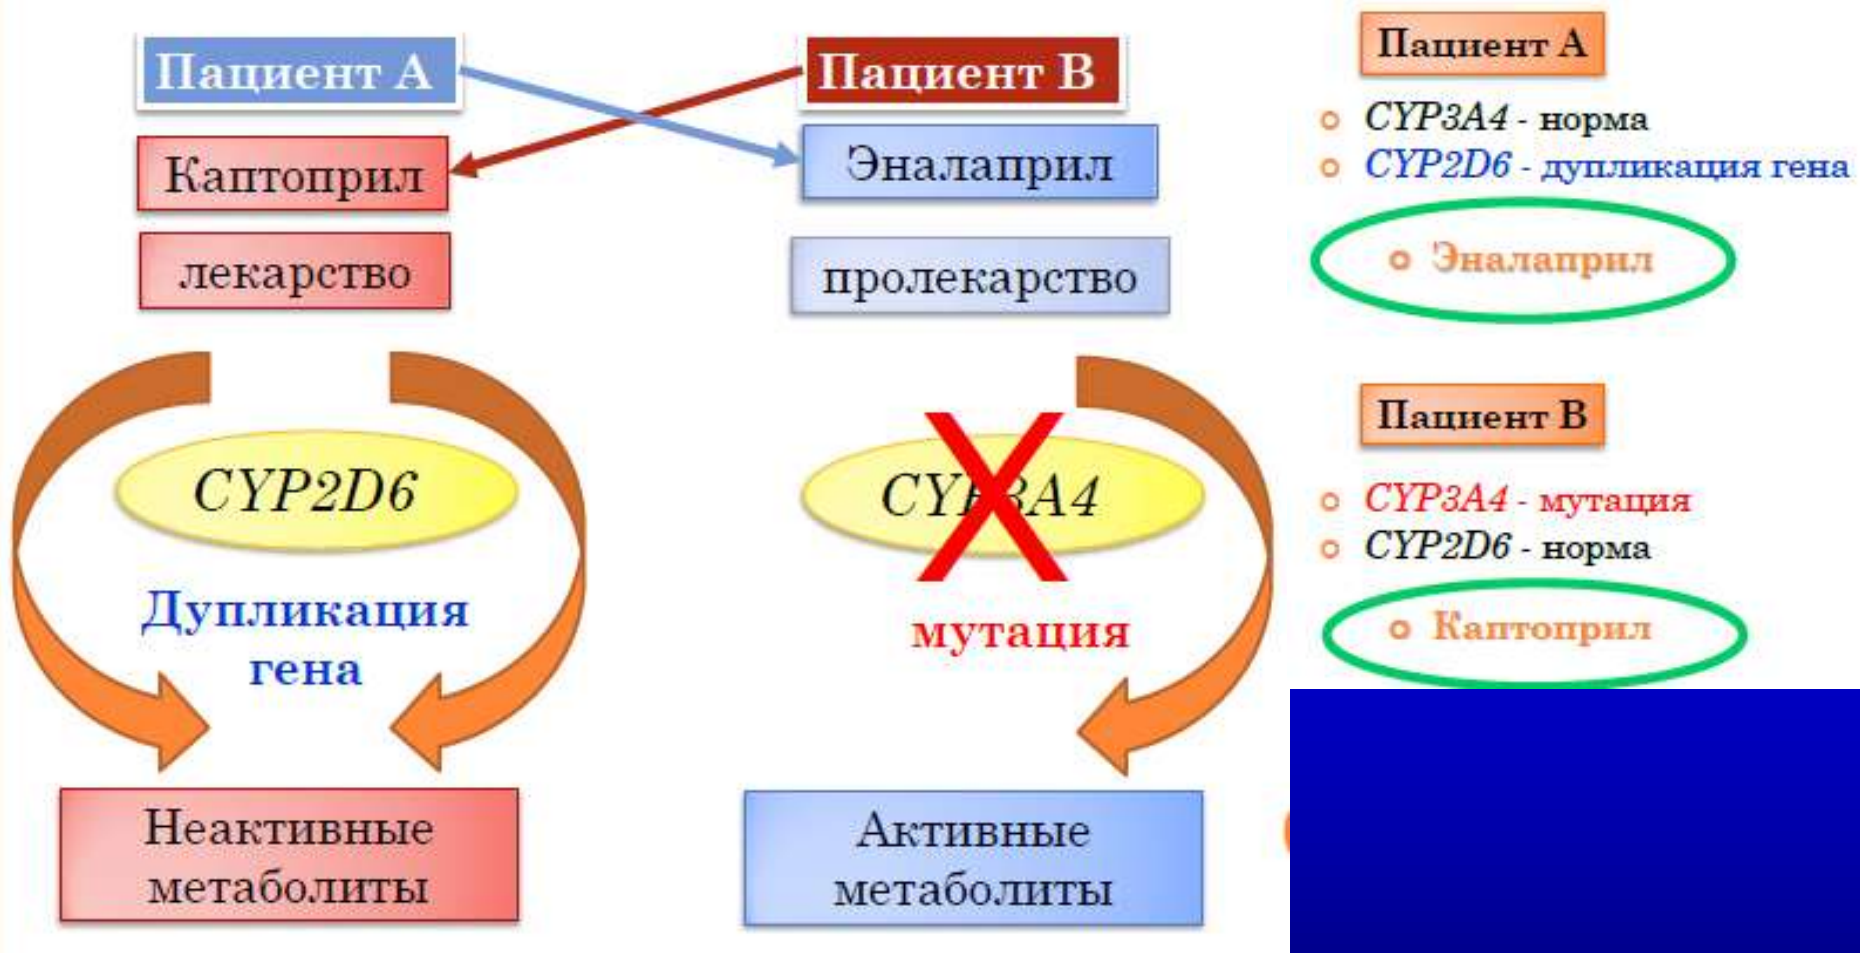 Пациент А
Каптоприл
лекарство
CYP2D6
Дупликация
гена
Неактивные
метаболиты
Пациент В
Эналаприл
пролекарство
CYP3A4
мутация
Активные
метаболиты
Пациент А
CYP3A4 - норма
CYP2D6 - дупликация гена
Эналаприл
Пациент В
CYP3A4 - мутация
CYP2D6 - норма
Каптоприл